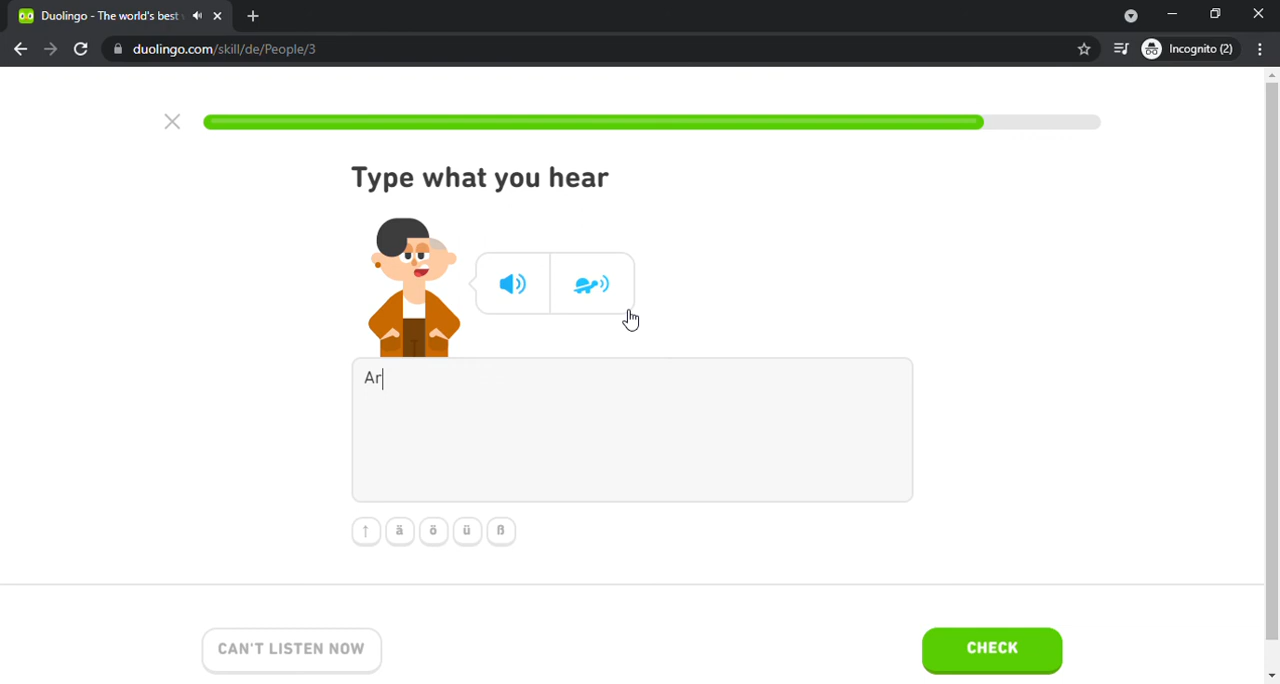 Duolingo - The world's best
duolingo.com/skill/de/People/3
Incognito (2)
Type what you hear
Ar
↑ ä ö ü ß
CAN'T LISTEN NOW
CHECK